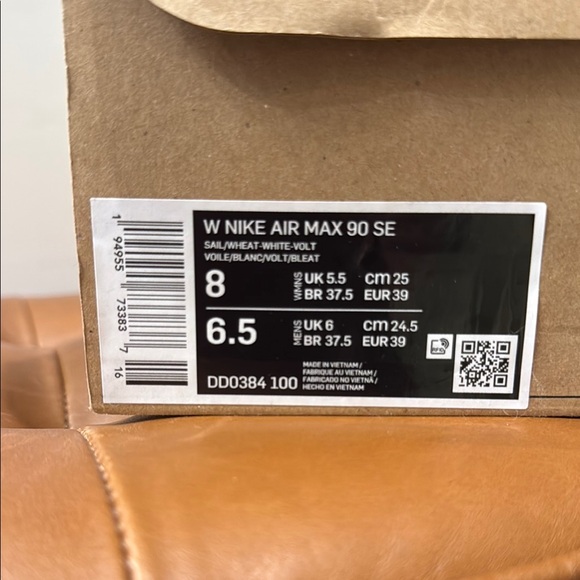 W NIKE AIR MAX 90 SE
SAIL/WHEAT-WHITE-VOLT
VOILE/BLANC/VOLT/BLEAT
8 WMNS UK 5.5 CM 25
BR 37.5 EUR 39
6.5 MENS UK 6 CM 24.5
BR 37.5 EUR 39
DD0384 100
MADE IN VIETNAM /
FABRIQUE AU VIETNAM /
FABRICADO NO VIETNÃ /
HECHO EN VIETNAM
1 94955 73383 7 16